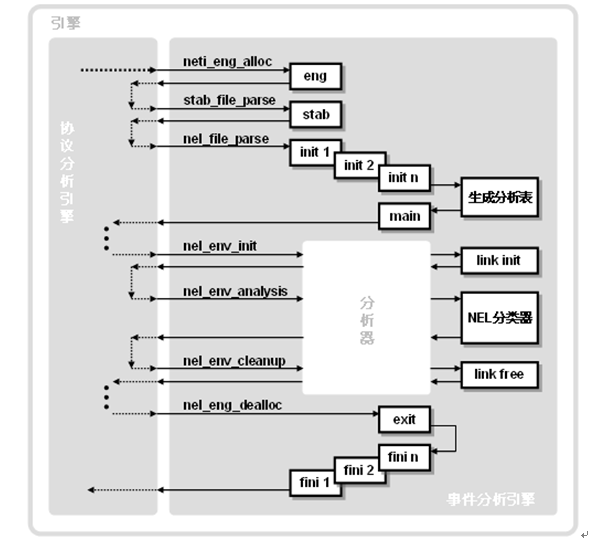 引擎
协议分析引擎
neti_eng_alloc
eng
stab_file_parse
stab
nel_file_parse
init 1
init 2
init n
生成分析表
main
nel_env_init
link init
nel_env_analysis
分析器
NEL分类器
nel_env_cleanup
link free
nel_eng_dealloc
exit
fini n
fini 2
fini 1
事件分析引擎